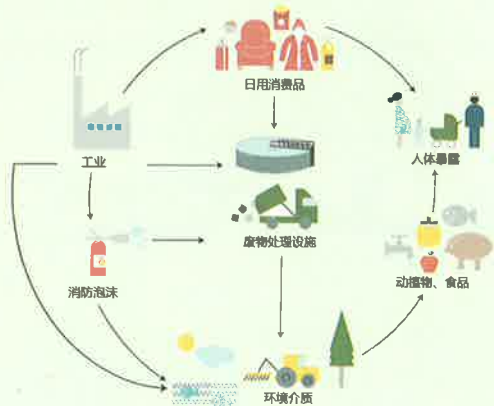 日用消费品
工业
人体暴露
废物处理设施
消防泡沫
动植物、食品
环境介质